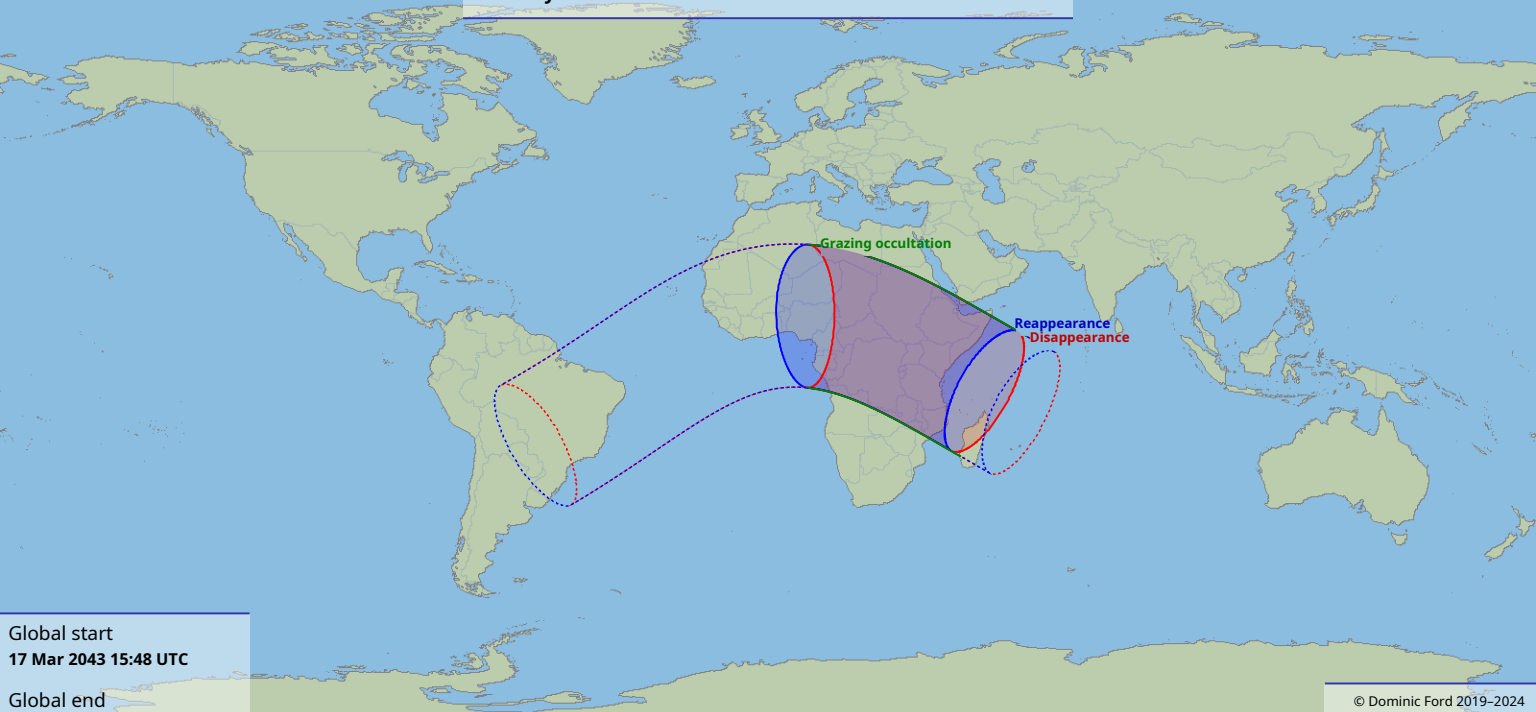 Grazing occultation
Reappearance
Disappearance
Global start
17 Mar 2043 15:48 UTC
Global end
© Dominic Ford 2019–2024